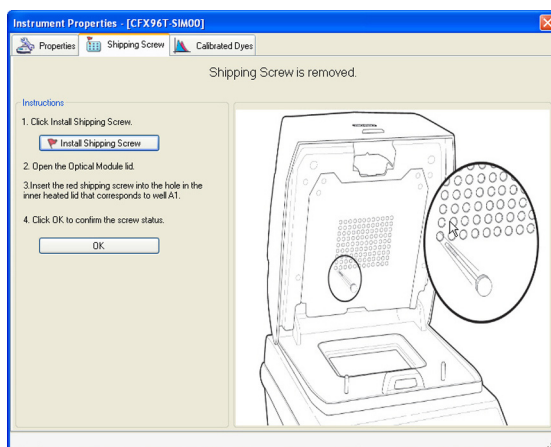 Instrument Properties - [CFX96T-SIM00]
Properties
Shipping Screw
Calibrated Dyes
Shipping Screw is removed.
Instructions
1. Click Install Shipping Screw.
Install Shipping Screw
2. Open the Optical Module lid.
3.Insert the red shipping screw into the hole in the
inner heated lid that corresponds to well A1.
4. Click OK to confirm the screw status.
OK